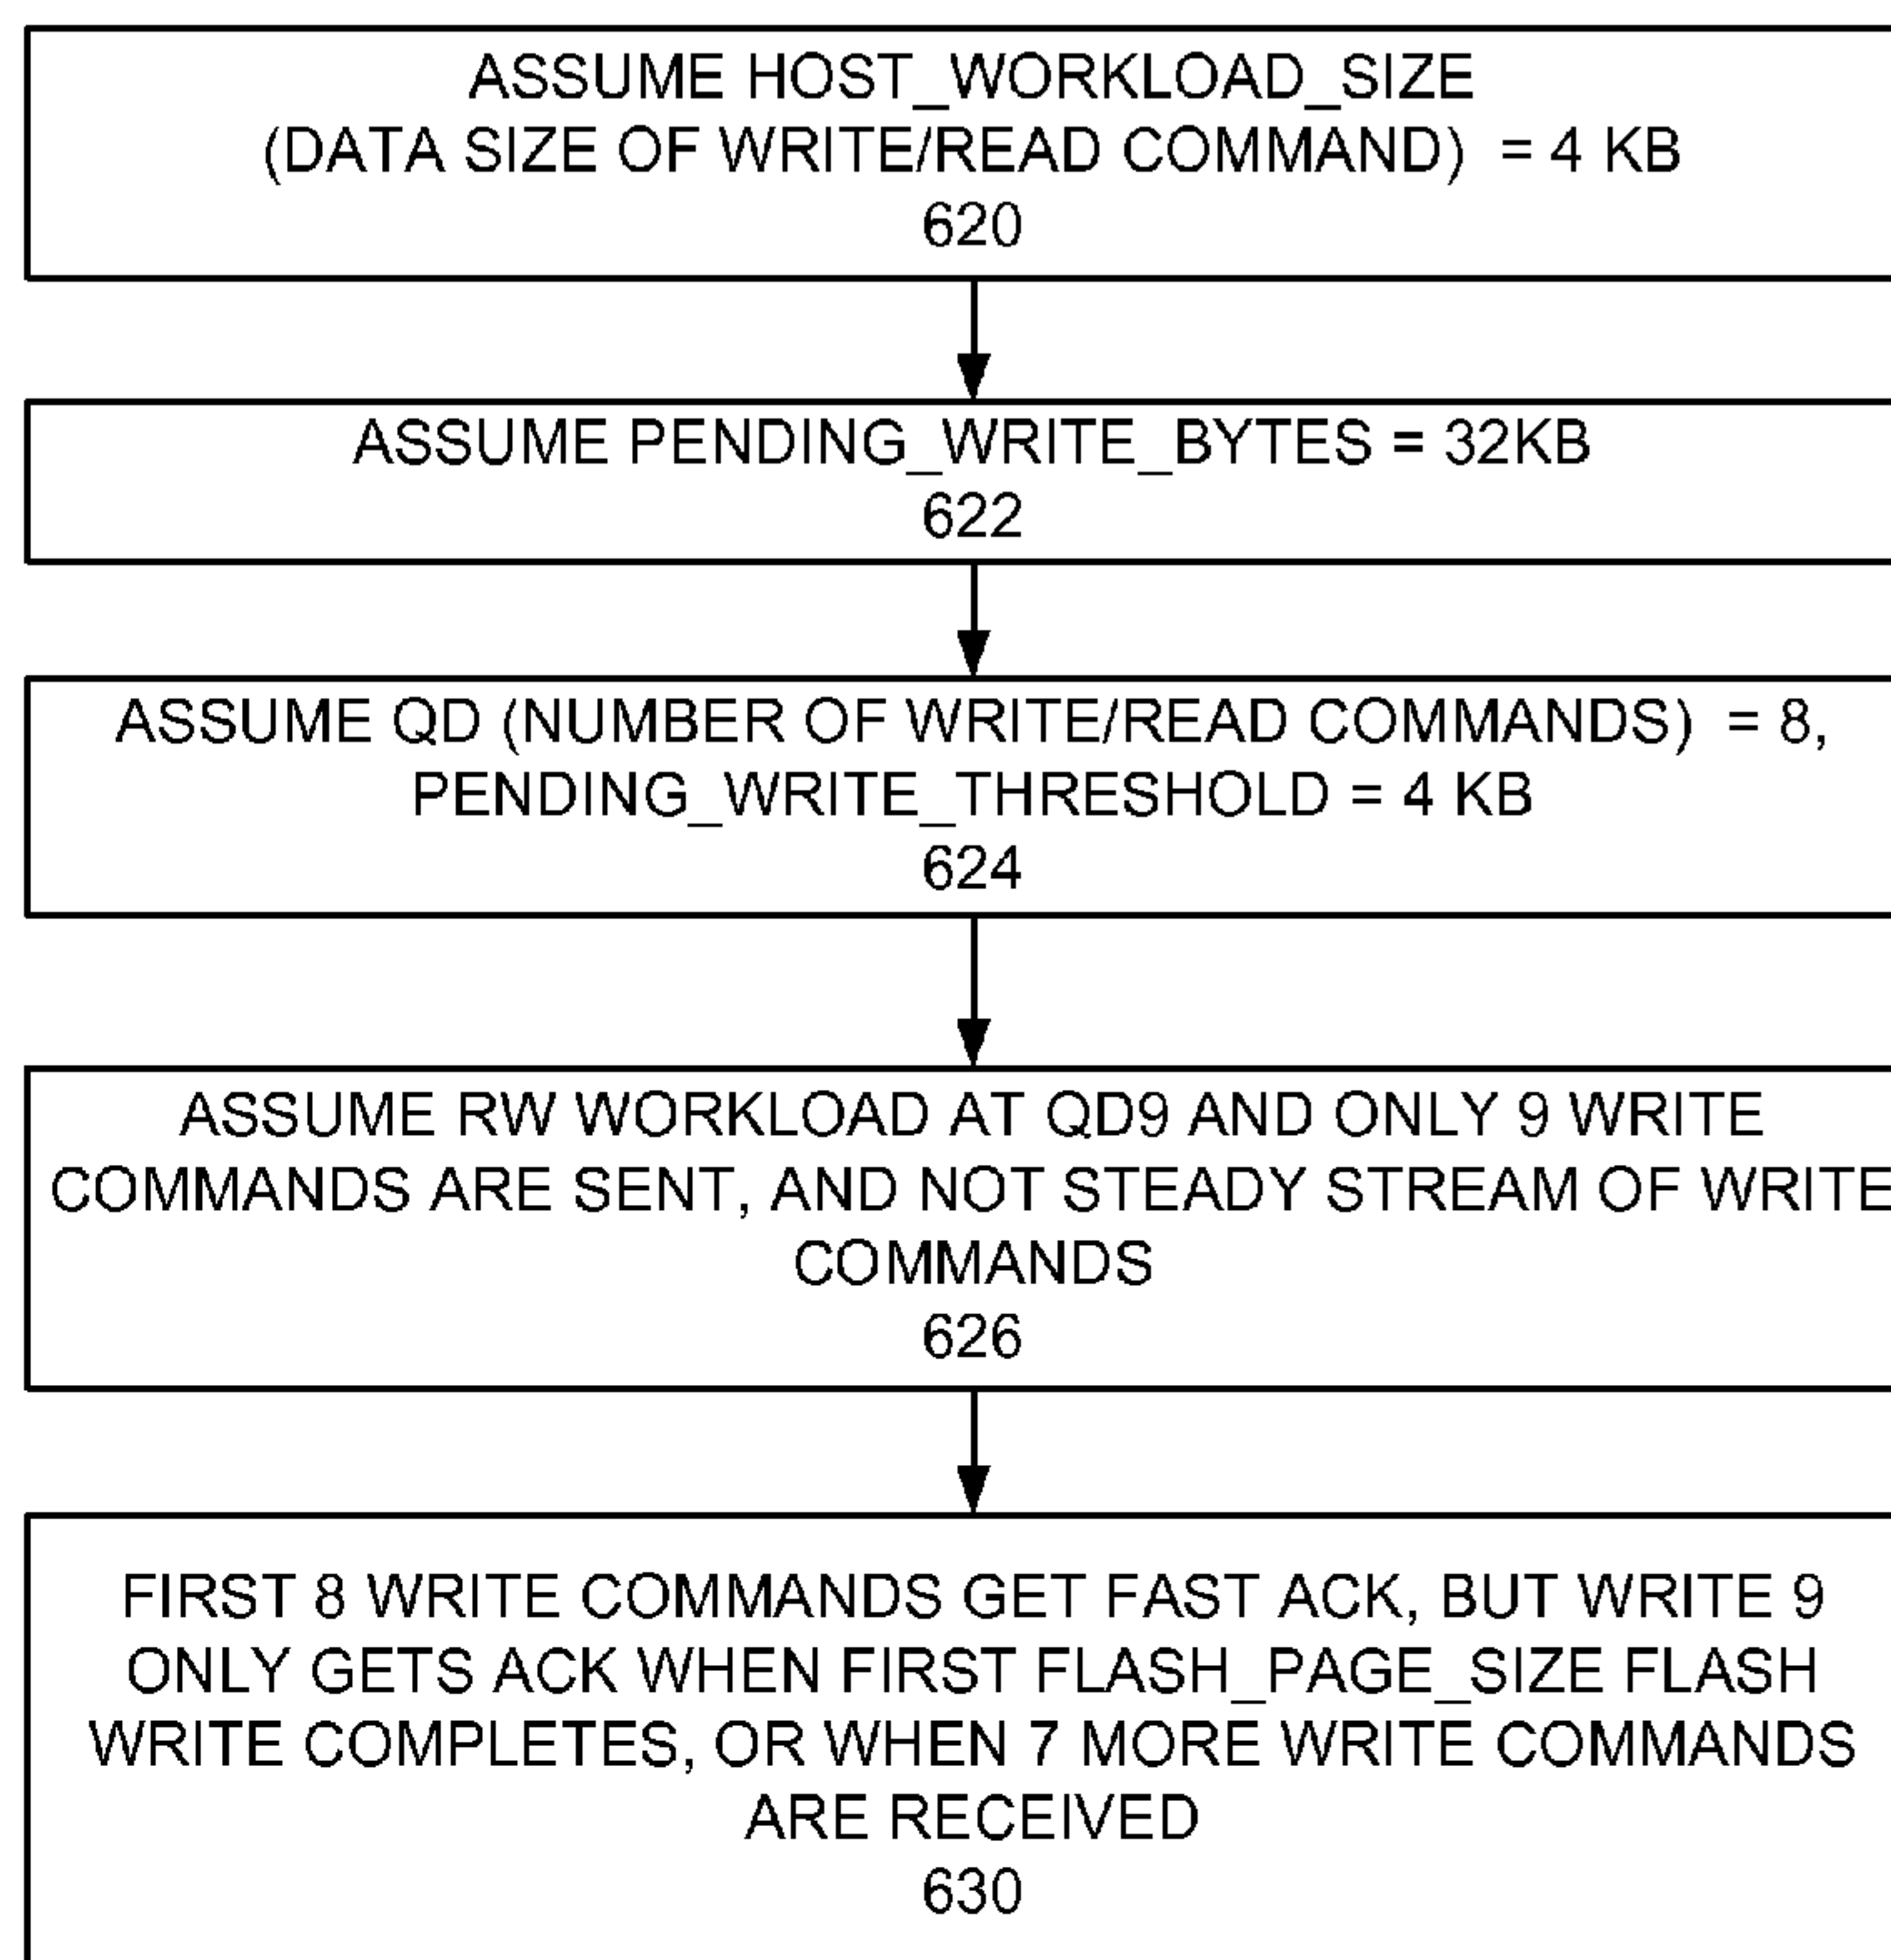 ASSUME HOST_WORKLOAD_SIZE
(DATA SIZE OF WRITE/READ COMMAND) = 4 KB
620
ASSUME PENDING_WRITE_BYTES = 32KB
622
ASSUME QD (NUMBER OF WRITE/READ COMMANDS) = 8,
PENDING_WRITE_THRESHOLD = 4 KB
624
ASSUME RW WORKLOAD AT QD9 AND ONLY 9 WRITE
COMMANDS ARE SENT, AND NOT STEADY STREAM OF WRITE
COMMANDS
626
FIRST 8 WRITE COMMANDS GET FAST ACK, BUT WRITE 9
ONLY GETS ACK WHEN FIRST FLASH_PAGE_SIZE FLASH
WRITE COMPLETES, OR WHEN 7 MORE WRITE COMMANDS
ARE RECEIVED
630